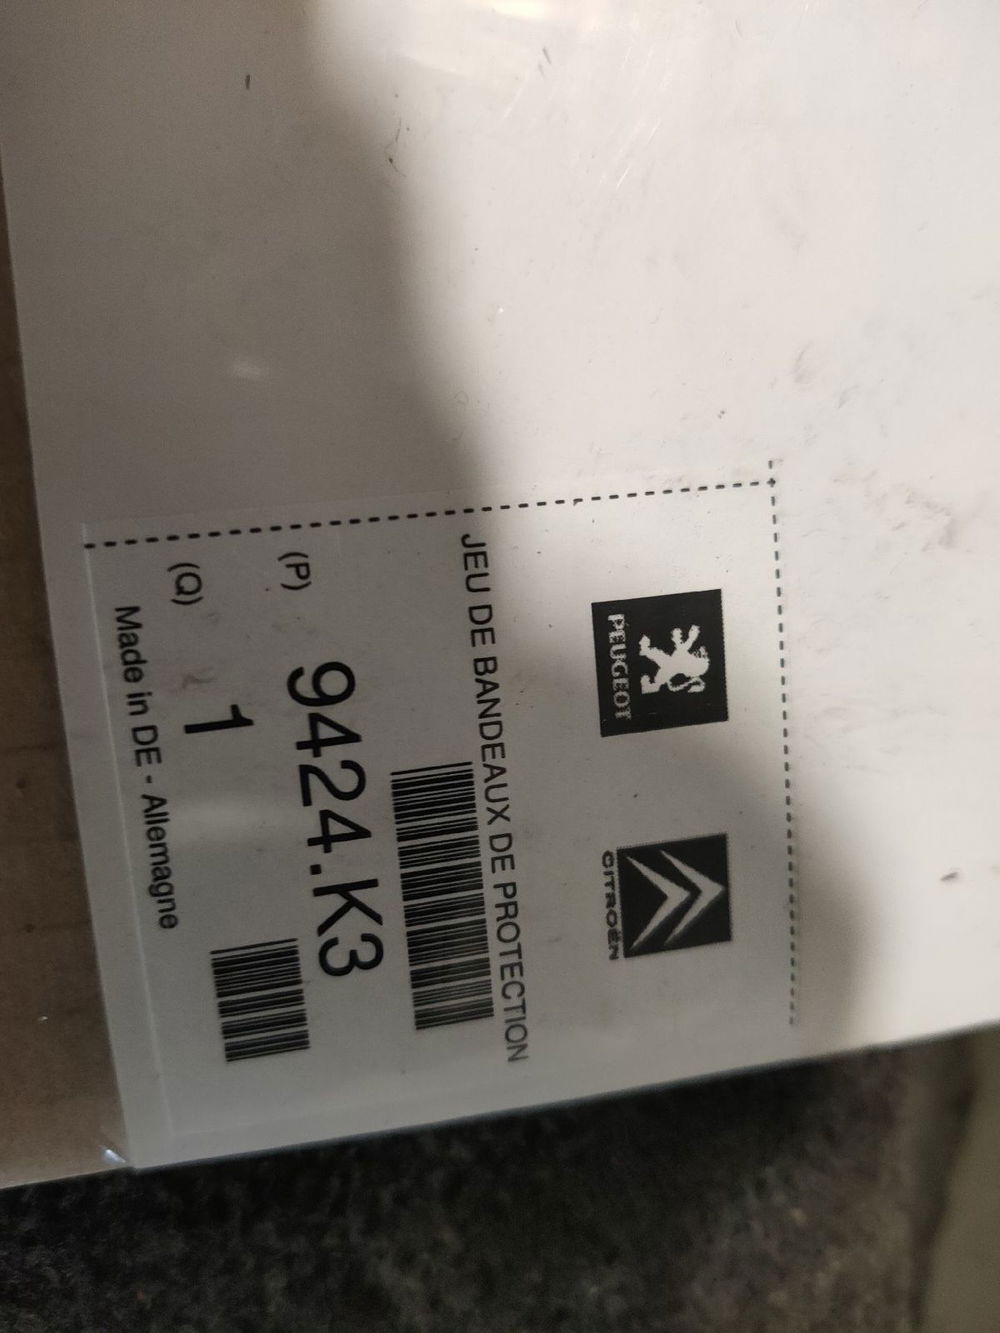 PEUGEOT
CITROËN
JEU DE BANDEAUX DE PROTECTION
(P) 9424.K3
(Q) 1
Made in DE - Allemagne